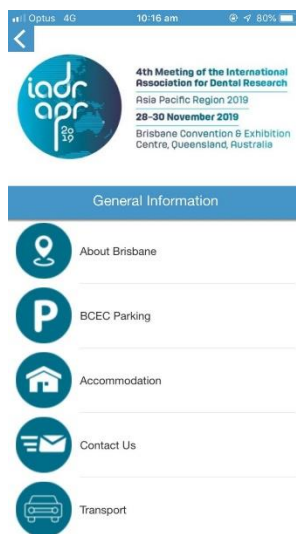 Optus 4G 10:16 am 80%
iadr
apr
20
19
4th Meeting of the International
Association for Dental Research
Asia Pacific Region 2019
28-30 November 2019
Brisbane Convention & Exhibition
Centre, Queensland, Australia
General Information
About Brisbane
P
BCEC Parking
Accommodation
Contact Us
Transport